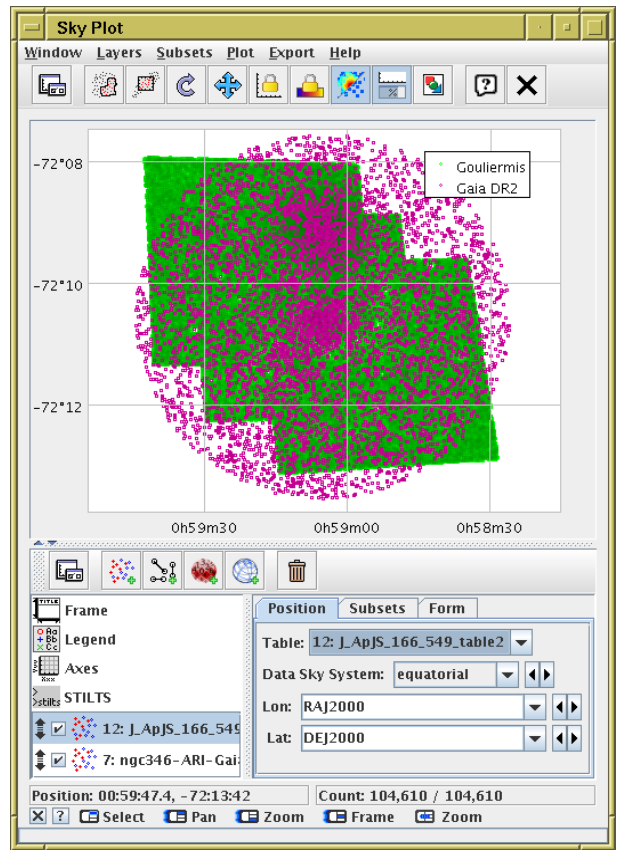 Sky Plot
Window Layers Subsets Plot Export Help
%
-72°08
-72°10
-72°12
Gouliermis
Gaia DR2
0h59m30 0h59m00 0h58m30
TITLE
Frame
Legend
Axes
>stilts STILTS
12: J_ApJS_166_549
7: ngc346-ARI-Gai
Position Subsets Form
Table: 12: J_ApJS_166_549_table2
Data Sky System: equatorial
Lon: RAJ2000
Lat: DEJ2000
Position: 00:59:47.4, -72:13:42 Count: 104,610 / 104,610
Select Pan Zoom Frame Zoom